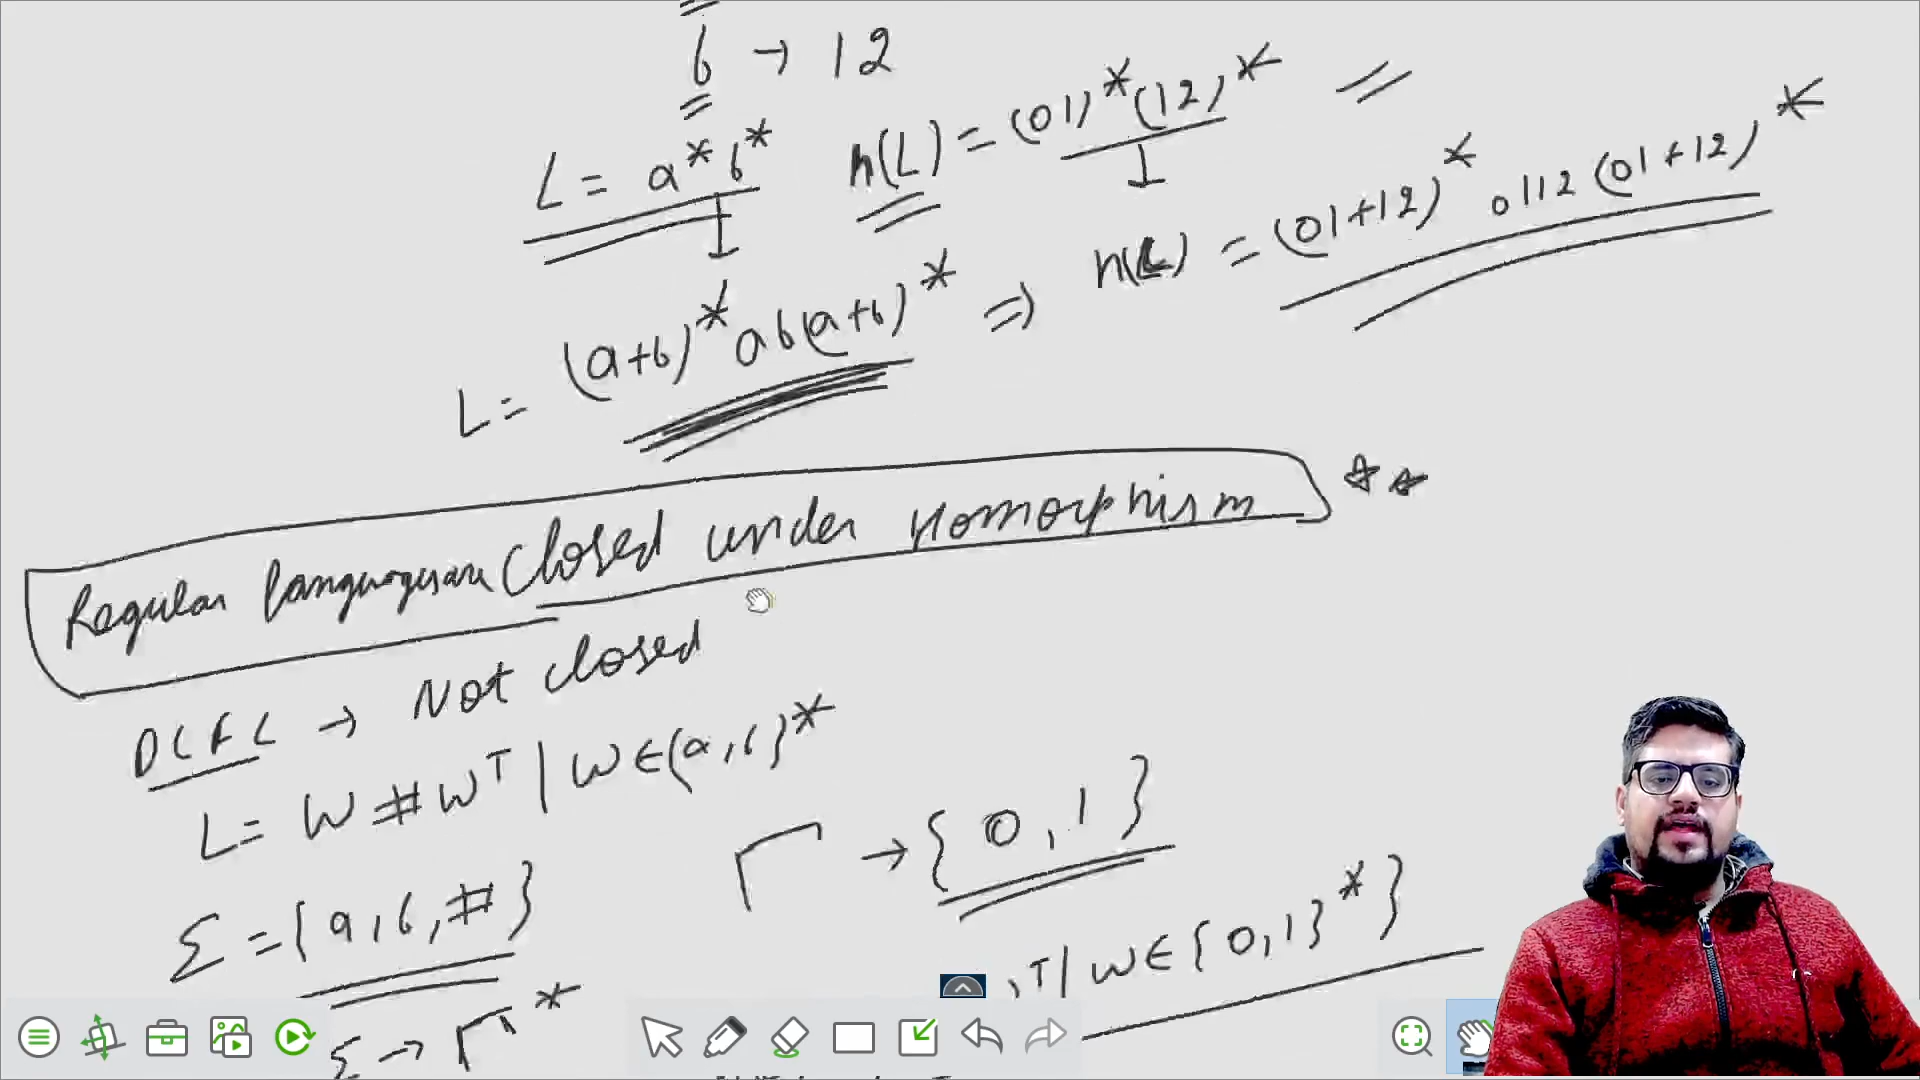 b → 12
L = a*b* h(L) = (01)*(12)*
L = (a+b)*ab(a+b)* ⇒ h(L) = (01+12)* 0112 (01+12)*
Regular languages are Closed under Homorphism **
DCFL → Not closed
L = W#W^T | W∈(a,b)*
Σ = {a,b,#} Γ → {0,1}
^T | W∈{0,1}*}
Σ → Γ*